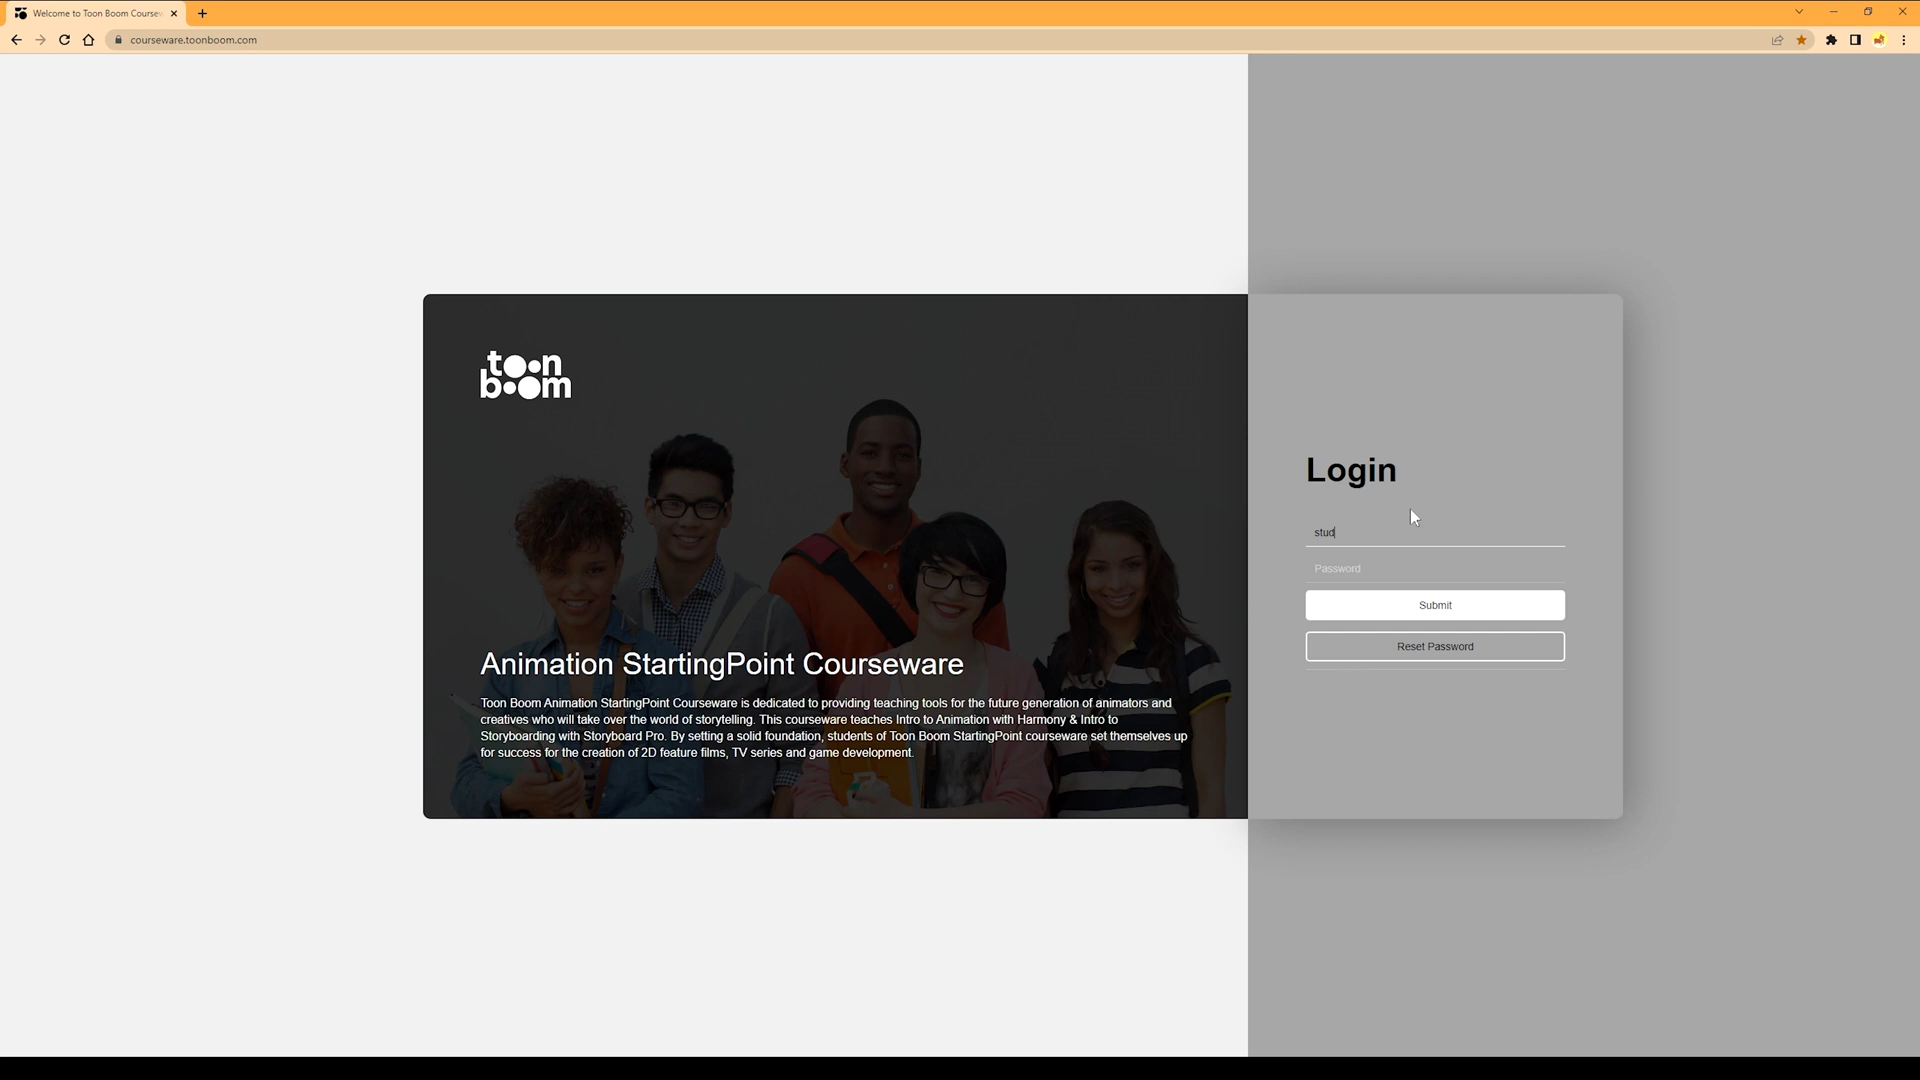 Welcome to Toon Boom Course
courseware.toonboom.com
toon
boom
Login
stud
Password
Submit
Reset Password
Animation StartingPoint Courseware
Toon Boom Animation StartingPoint Courseware is dedicated to providing teaching tools for the future generation of animators and
creatives who will take over the world of storytelling. This courseware teaches Intro to Animation with Harmony & Intro to
Storyboarding with Storyboard Pro. By setting a solid foundation, students of Toon Boom StartingPoint courseware set themselves up
for success for the creation of 2D feature films, TV series and game development.